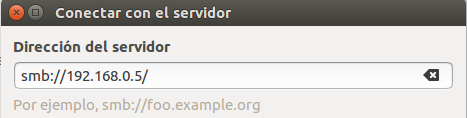 Conectar con el servidor
Dirección del servidor
smb://192.168.0.5/
Por ejemplo, smb://foo.example.org